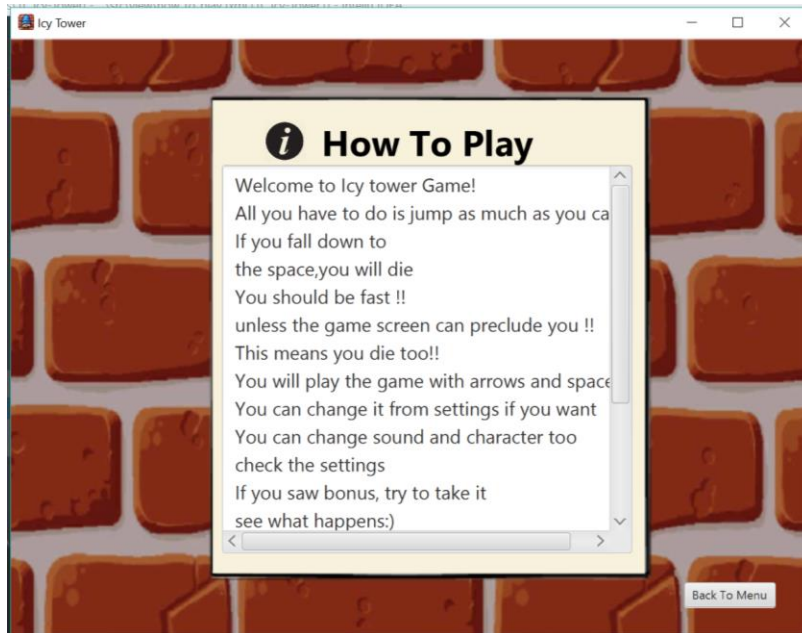 Icy Tower
How To Play
Welcome to Icy tower Game!
All you have to do is jump as much as you ca
If you fall down to
the space,you will die
You should be fast !!
unless the game screen can preclude you !!
This means you die too!!
You will play the game with arrows and space
You can change it from settings if you want
You can change sound and character too
check the settings
If you saw bonus, try to take it
see what happens:)
Back To Menu